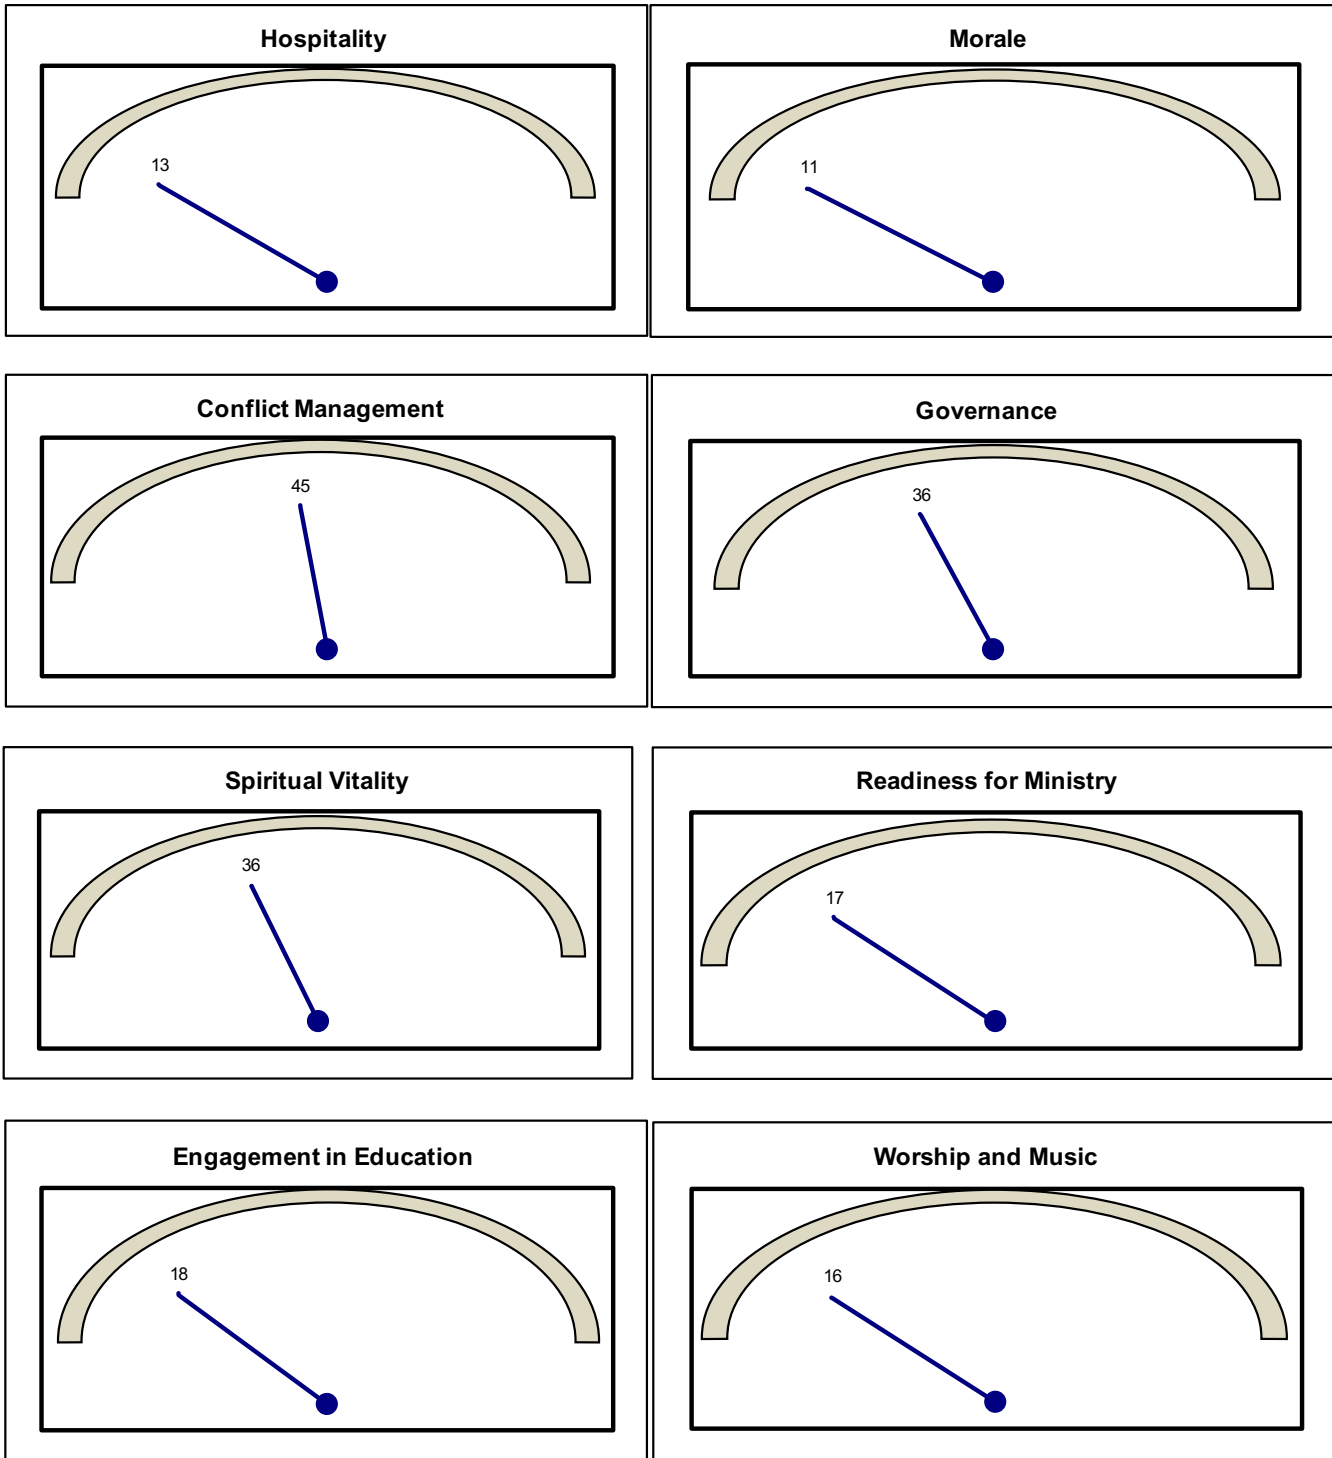 Hospitality
13
Morale
11
Conflict Management
45
Governance
36
Spiritual Vitality
36
Readiness for Ministry
17
Engagement in Education
18
Worship and Music
16